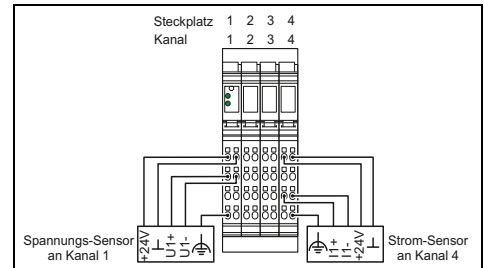 Steckplatz 1 2 3 4
Kanal 1 2 3 4
Spannungs-Sensor
an Kanal 1
+24V
U1+
U1-
I1+
I1-
+24V
Strom-Sensor
an Kanal 4